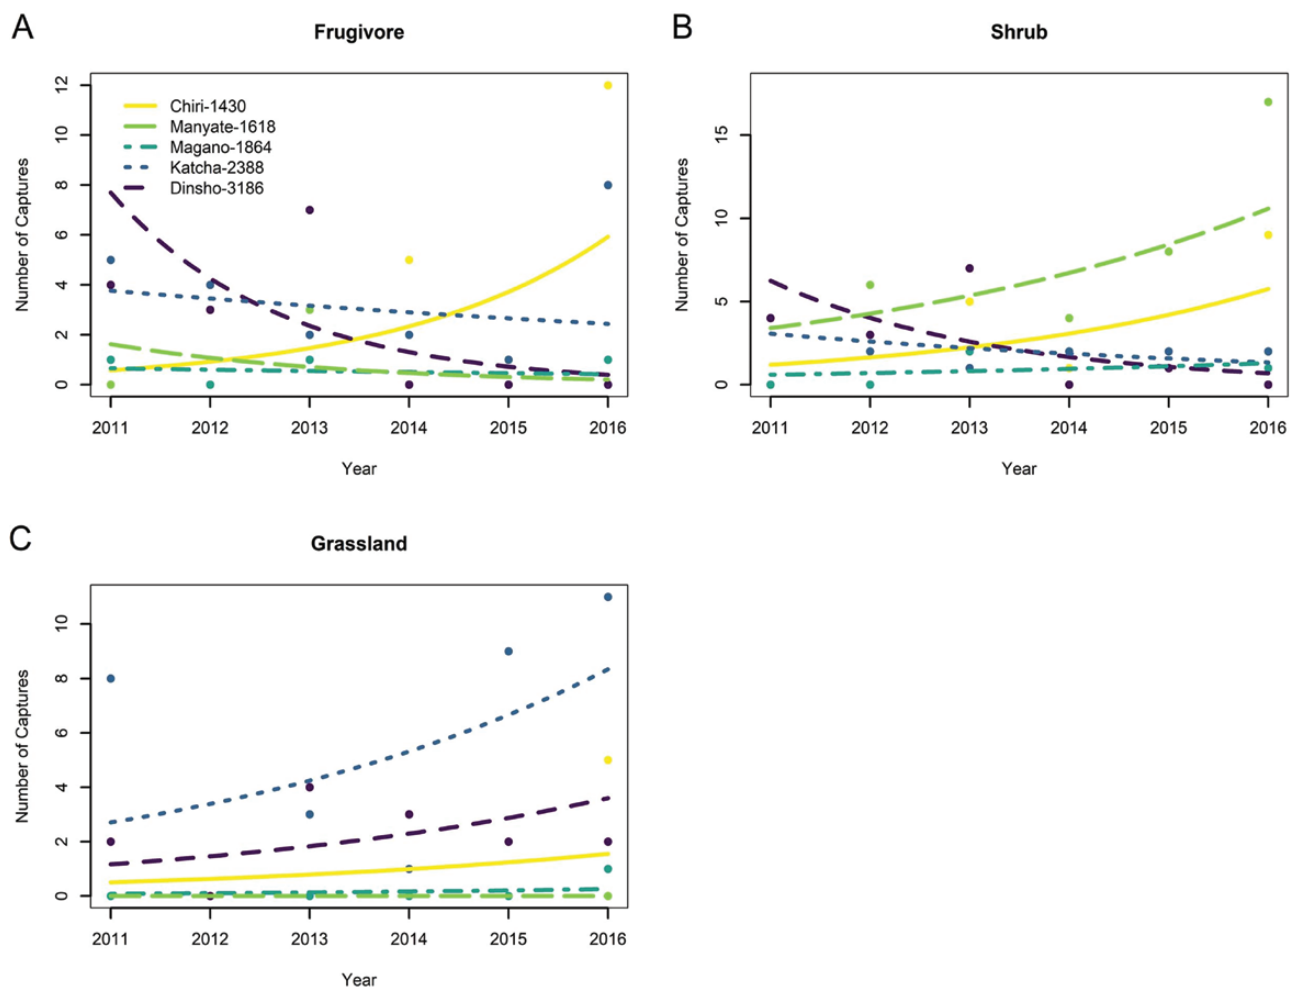 A
Frugivore
Number of Captures
12
10
8
6
4
2
0
Chiri-1430
Manyate-1618
Magano-1864
Katcha-2388
Dinsho-3186
2011 2012 2013 2014 2015 2016
Year
B
Shrub
Number of Captures
15
10
5
0
2011 2012 2013 2014 2015 2016
Year
C
Grassland
Number of Captures
10
8
6
4
2
0
2011 2012 2013 2014 2015 2016
Year